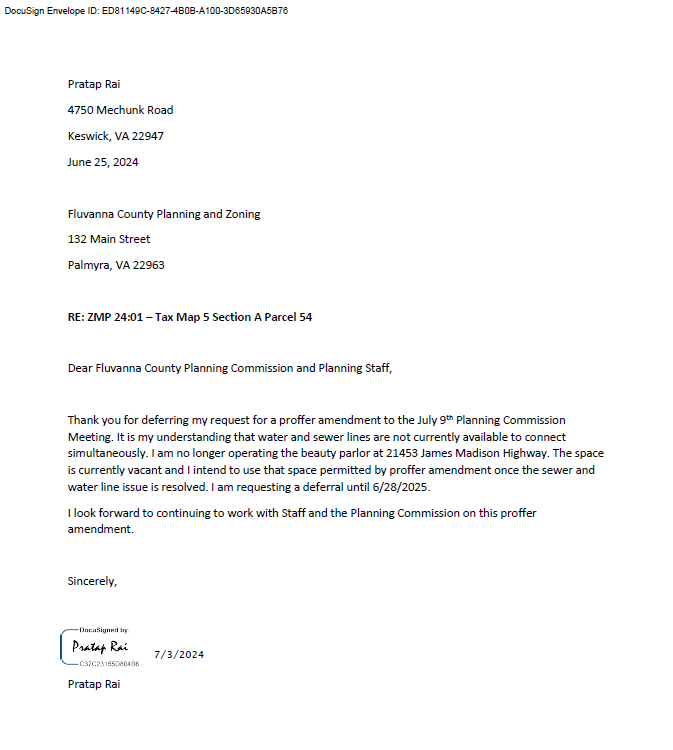 DocuSign Envelope ID: ED81149C-8427-4B0B-A100-3D65930A5B76
Pratap Rai
4750 Mechunk Road
Keswick, VA 22947
June 25, 2024
Fluvanna County Planning and Zoning
132 Main Street
Palmyra, VA 22963
RE: ZMP 24:01 – Tax Map 5 Section A Parcel 54
Dear Fluvanna County Planning Commission and Planning Staff,
Thank you for deferring my request for a proffer amendment to the July 9th Planning Commission
Meeting. It is my understanding that water and sewer lines are not currently available to connect
simultaneously. I am no longer operating the beauty parlor at 21453 James Madison Highway. The space
is currently vacant and I intend to use that space permitted by proffer amendment once the sewer and
water line issue is resolved. I am requesting a deferral until 6/28/2025.
I look forward to continuing to work with Staff and the Planning Commission on this proffer
amendment.
Sincerely,
DocuSigned by:
Pratap Rai
7/3/2024
C37C23155D804B6
Pratap Rai